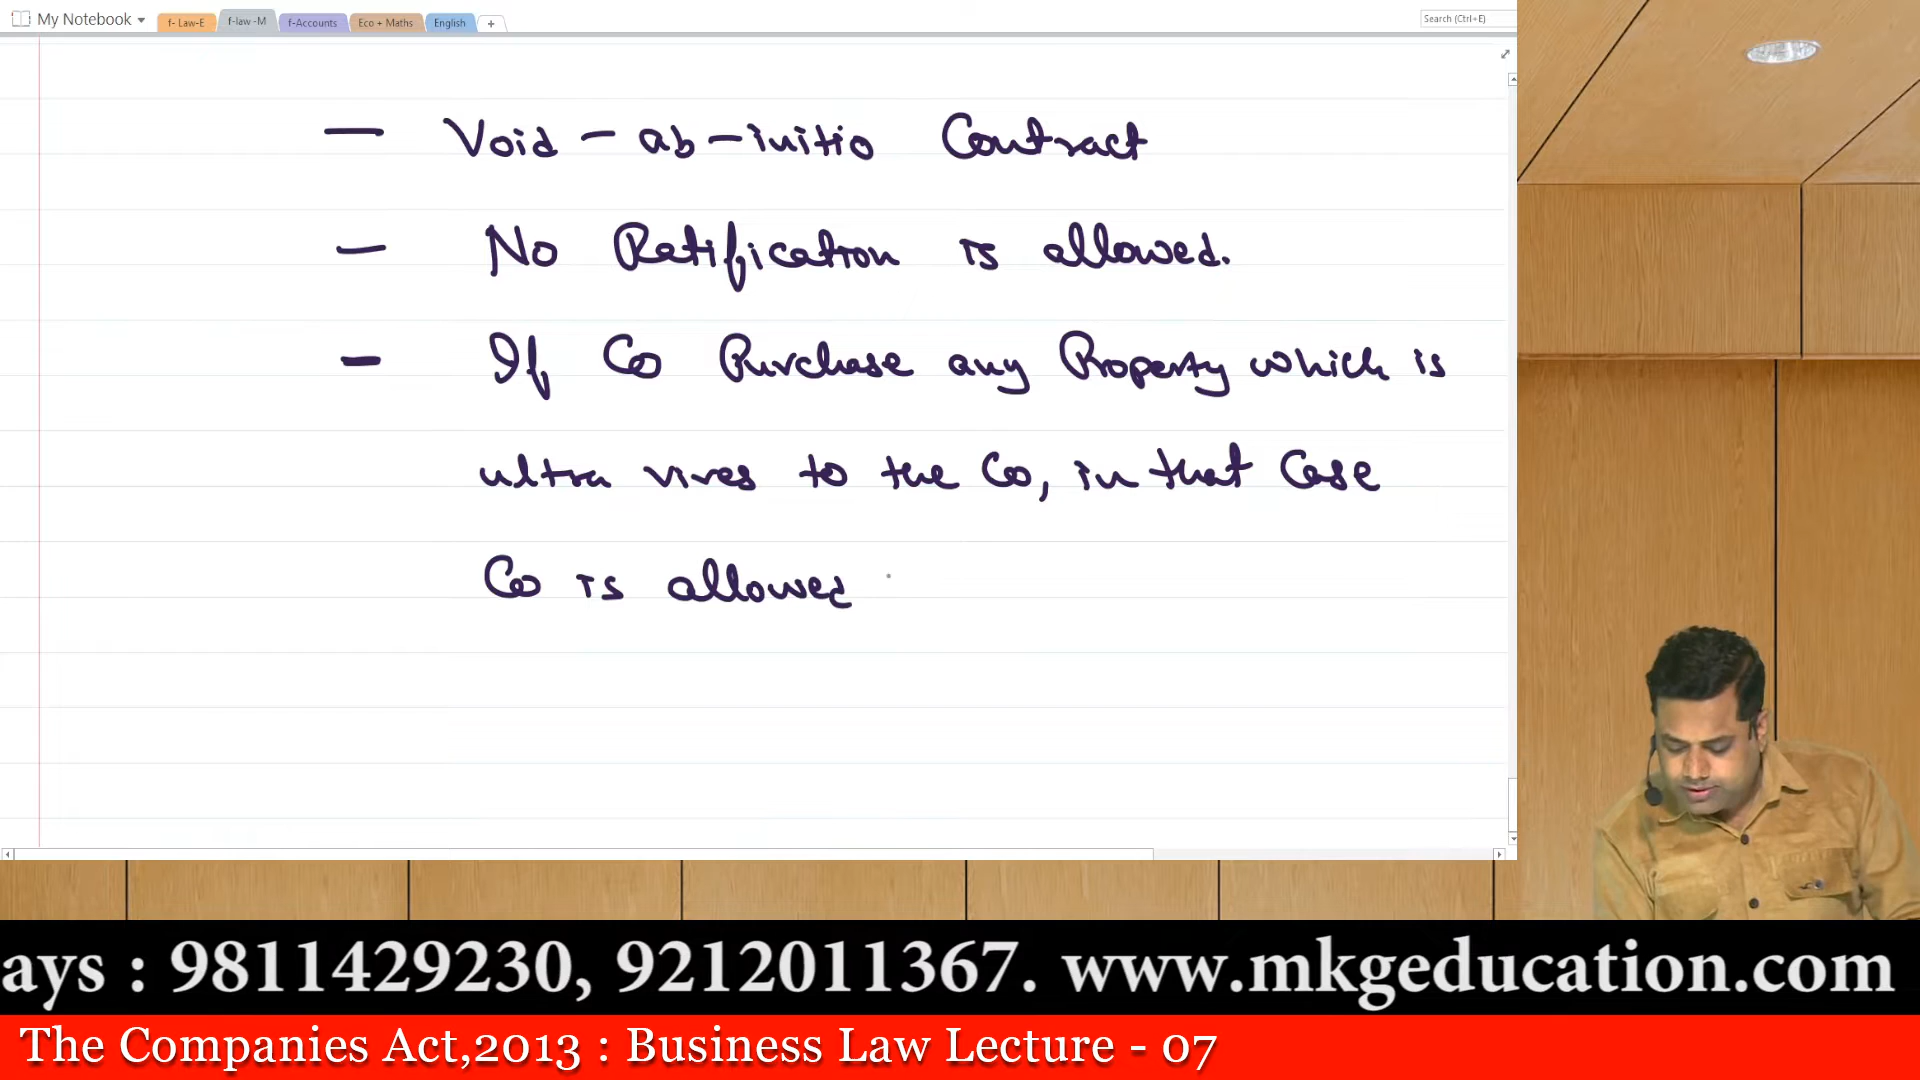 My Notebook
f- Law-E
f-law -M
f-Accounts
Eco + Maths
English
+
Search (Ctrl+E)
— Void - ab - initio Contract
— No Ratification is allowed.
— If Co Purchase any Property which is
ultra vires to the Co, in that Case
Co is allowed
ays : 9811429230, 9212011367. www.mkgeducation.com
The Companies Act,2013 : Business Law Lecture - 07